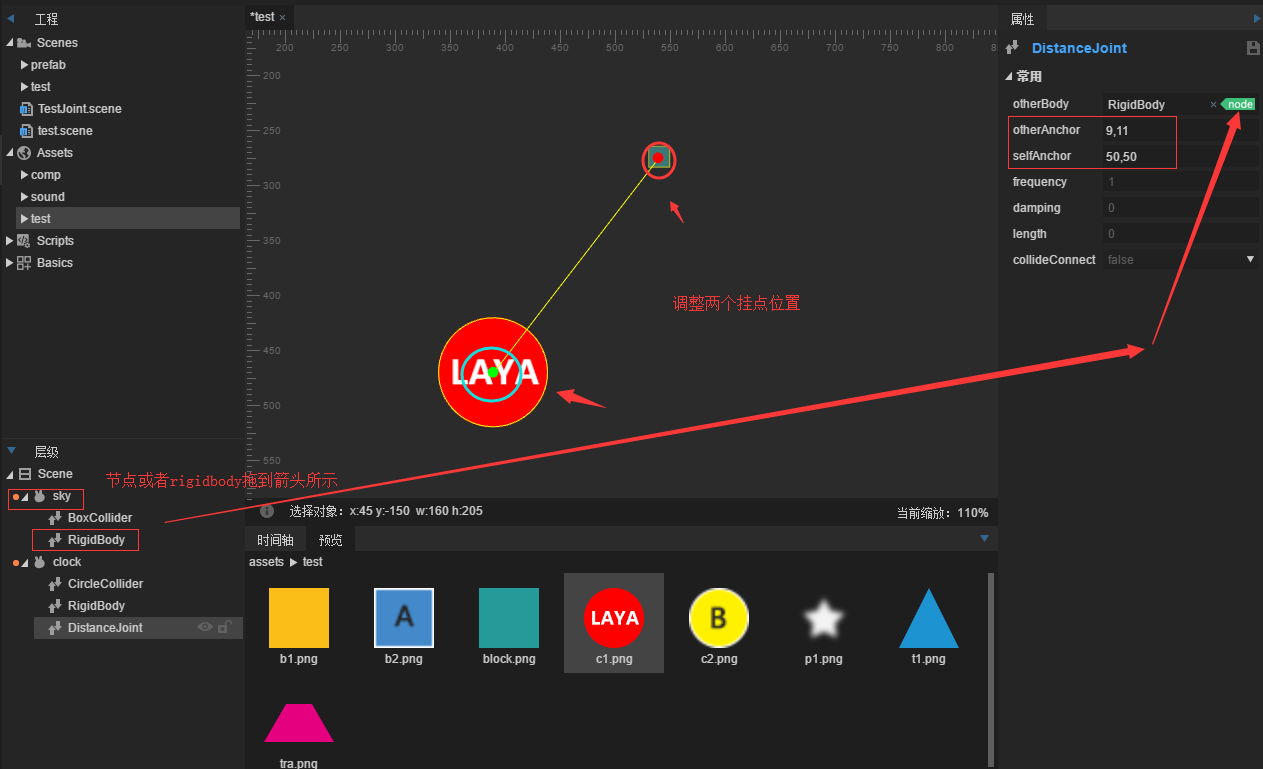 工程
Scenes
prefab
test
TestJoint.scene
test.scene
Assets
comp
sound
test
Scripts
Basics
层级
Scene
sky
BoxCollider
RigidBody
clock
CircleCollider
RigidBody
DistanceJoint
节点或者rigidbody拖到箭头所示
*test ×
200 250 300 350 400 450 500 550 600 650 700 750 800 8
200
250
300
350
400
450
500
550
LAYA
调整两个挂点位置
选择对象: x:45 y:-150 w:160 h:205
当前缩放: 110%
时间轴 预览
assets test
A
LAYA
B
b1.png b2.png block.png c1.png c2.png p1.png t1.png
tra.png
属性
DistanceJoint
常用
otherBody RigidBody × node
otherAnchor 9,11
selfAnchor 50,50
frequency 1
damping 0
length 0
collideConnect false